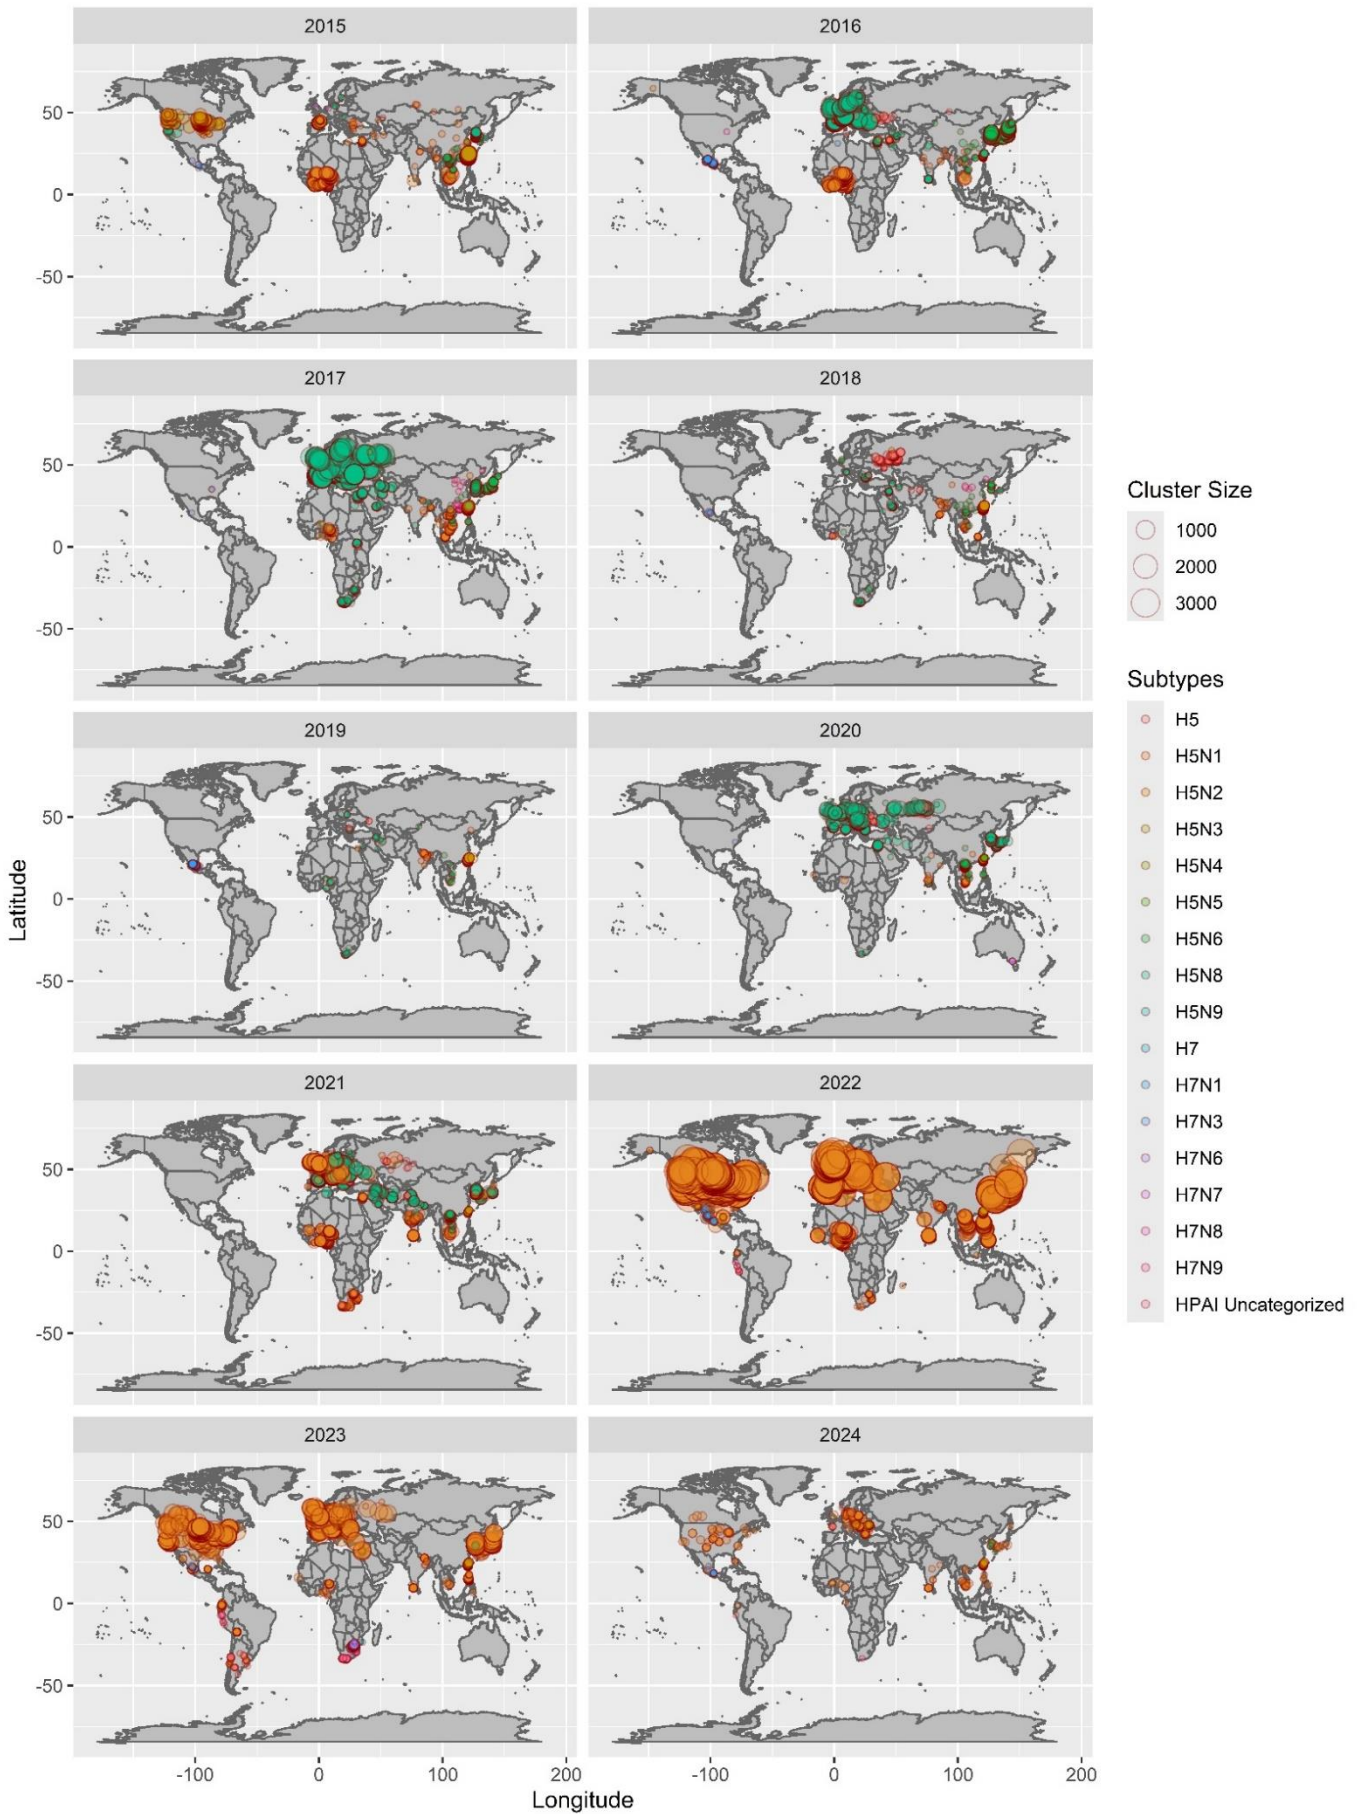 2015 2016
50
0
-50
2017 2018
50
0
-50
2019 2020
50
0
-50
2021 2022
50
0
-50
2023 2024
50
0
-50
-100 0 100 200 -100 0 100 200
Longitude
Latitude
Cluster Size
1000
2000
3000
Subtypes
H5
H5N1
H5N2
H5N3
H5N4
H5N5
H5N6
H5N8
H5N9
H7
H7N1
H7N3
H7N6
H7N7
H7N8
H7N9
HPAI Uncategorized